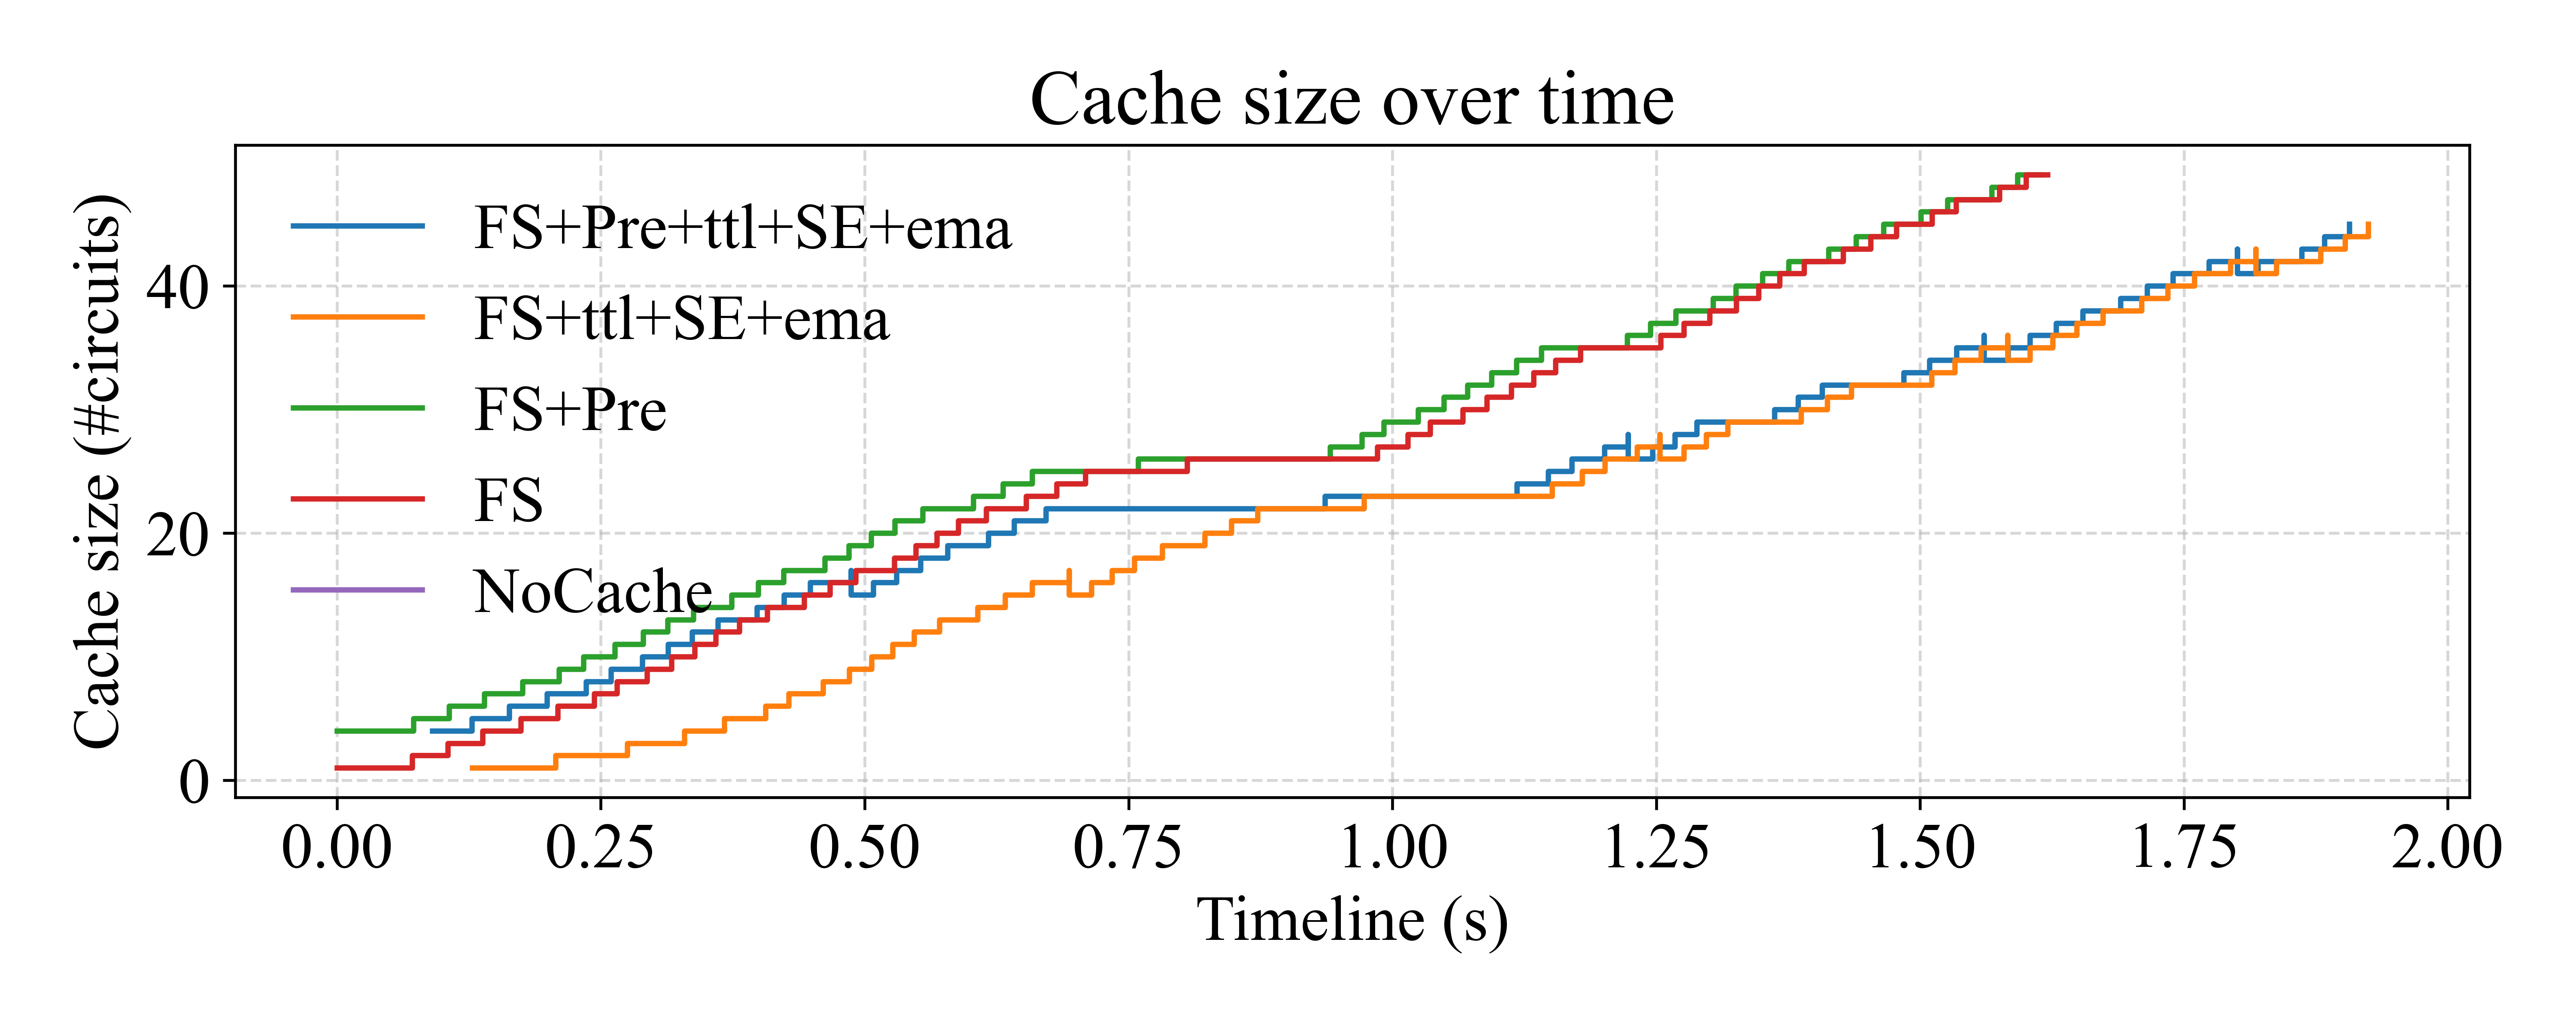 Cache size over time
Cache size (#circuits)
40
20
0
FS+Pre+ttl+SE+ema
FS+ttl+SE+ema
FS+Pre
FS
NoCache
0.00 0.25 0.50 0.75 1.00 1.25 1.50 1.75 2.00
Timeline (s)